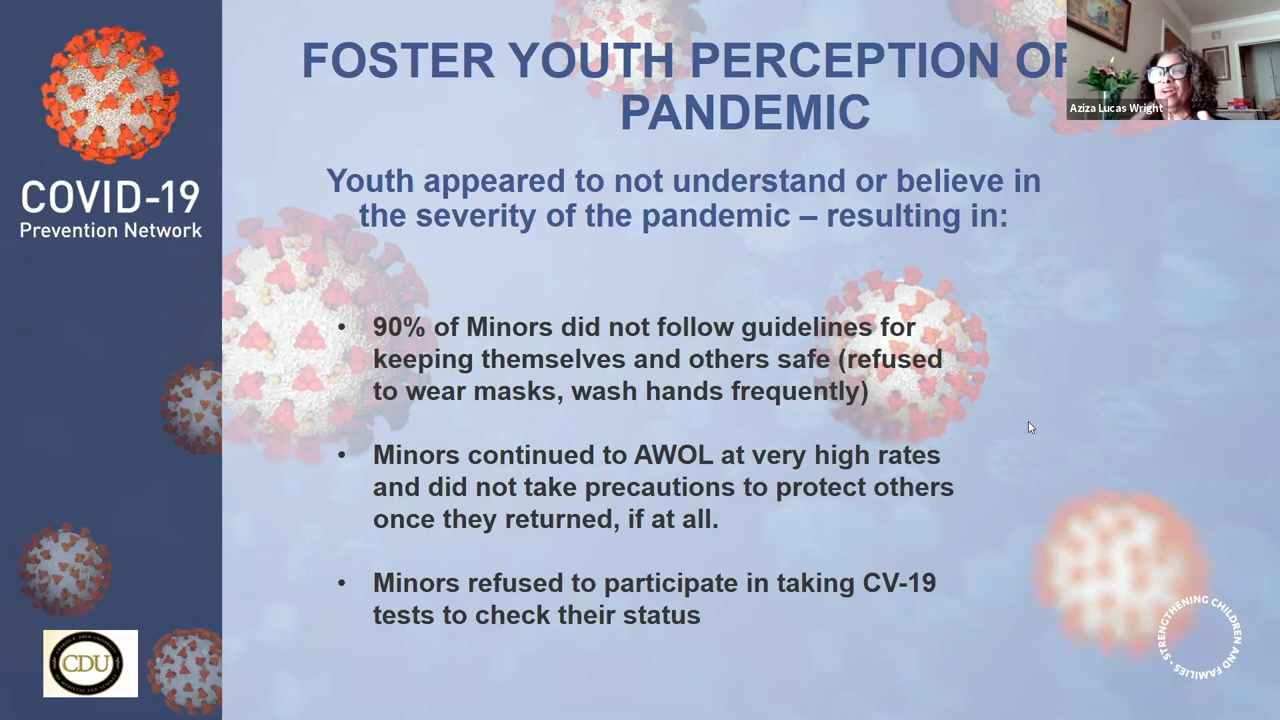 FOSTER YOUTH PERCEPTION OF
PANDEMIC
Aziza Lucas Wright
COVID-19
Prevention Network
Youth appeared to not understand or believe in
the severity of the pandemic – resulting in:
• 90% of Minors did not follow guidelines for
keeping themselves and others safe (refused
to wear masks, wash hands frequently)
• Minors continued to AWOL at very high rates
and did not take precautions to protect others
once they returned, if at all.
• Minors refused to participate in taking CV-19
tests to check their status
CDU
STRENGTHENING CHILDREN AND FAMILIES •